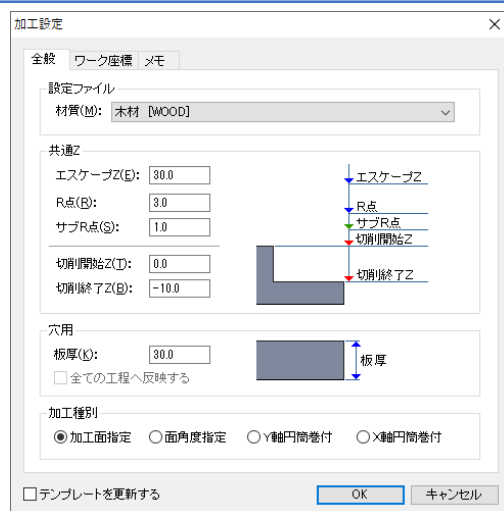 加工設定
全般 ワーク座標 メモ
設定ファイル
材質(M): 木材 [WOOD]
共通Z
エスケープZ(E): 30.0
R点(R): 3.0
サブR点(S): 1.0
切削開始Z(T): 0.0
切削終了Z(B): -10.0
エスケープZ
R点
サブR点
切削開始Z
切削終了Z
穴用
板厚(K): 30.0
全ての工程へ反映する
板厚
加工種別
加工面指定 面角度指定 Y軸円筒巻付 X軸円筒巻付
テンプレートを更新する OK キャンセル